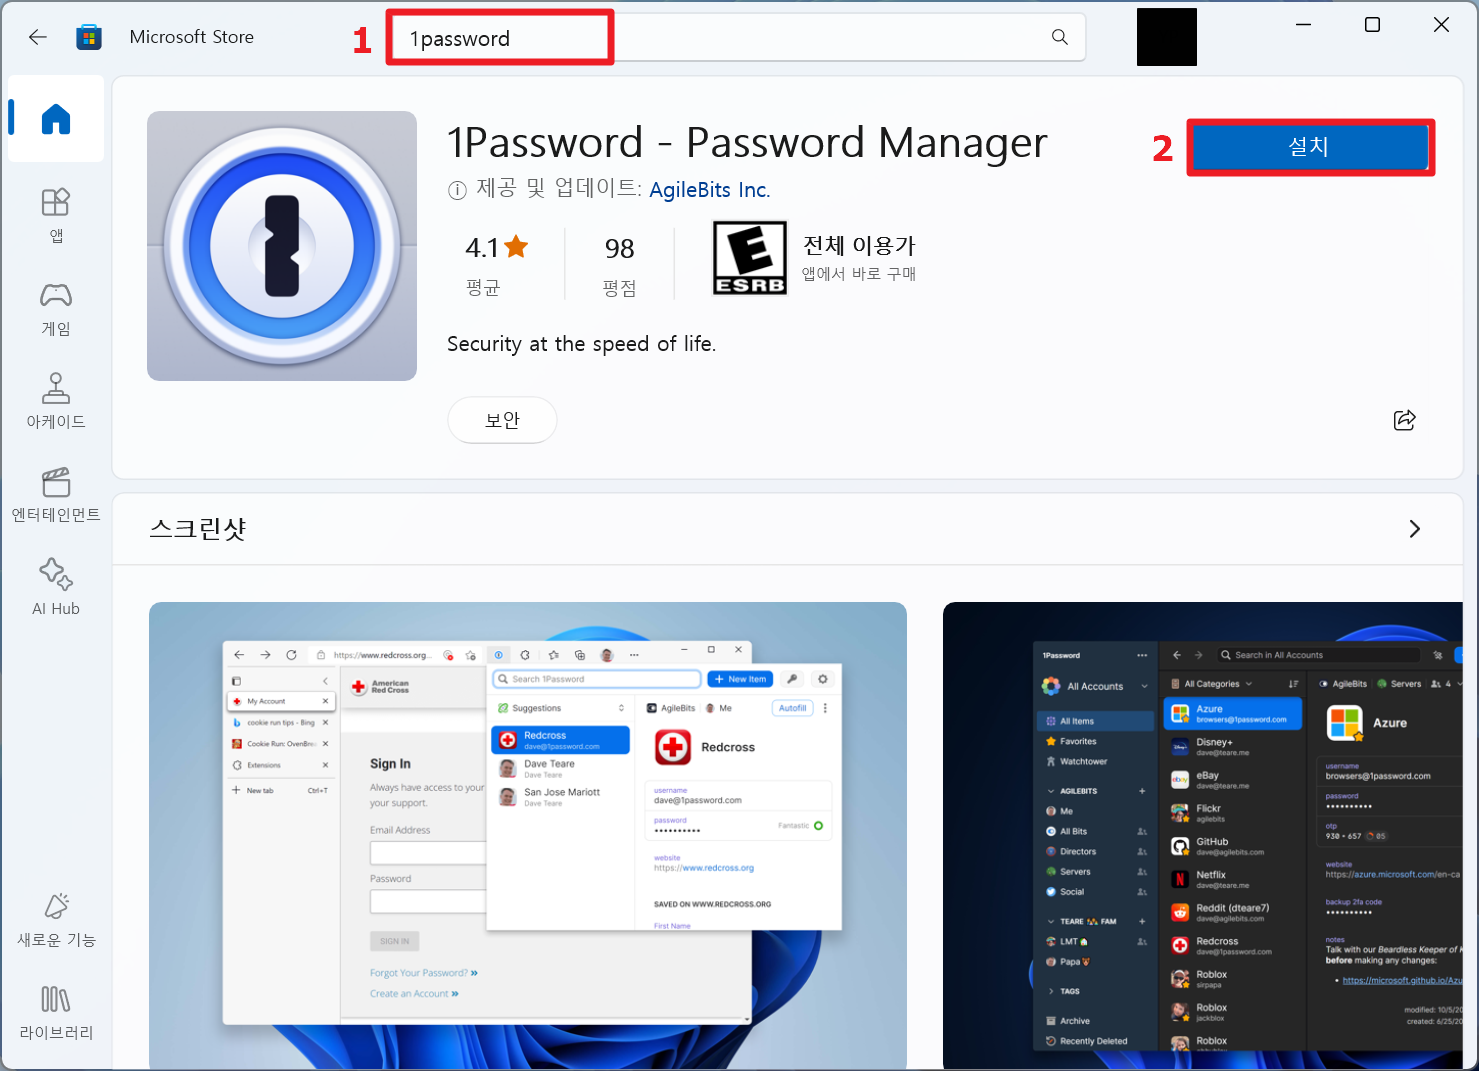 Microsoft Store
1
1password
앱
게임
아케이드
엔터테인먼트
AI Hub
새로운 기능
라이브러리
1Password - Password Manager
제공 및 업데이트: AgileBits Inc.
2
설치
4.1
평균
98
평점
E
ESRB
전체 이용가
앱에서 바로 구매
Security at the speed of life.
보안
스크린샷
https://www.redcross.org...
My Account
cookie run tips - Bing
Cookie Run: OvenBre
Extensions
New tab Ctrl+T
American
Red Cross
Sign In
Always have access to your
your support.
Email Address
Password
SIGN IN
Forgot Your Password? »
Create an Account »
Search 1Password
+ New Item
Suggestions
Redcross
dave@1password.com
Dave Teare
Dave Teare
San Jose Mariott
Dave Teare
AgileBits Me
Autofill
Redcross
username
dave@1password.com
password
••••••••••
Fantastic
website
https://www.redcross.org
SAVED ON WWW.REDCROSS.ORG
First Name
1Password
All Accounts
All Items
Favorites
Watchtower
AGILEBITS
Me
All Bits
Directors
Servers
Social
TEARE FAM
LMT
Papa
TAGS
Archive
Recently Deleted
Search in All Accounts
All Categories
Azure
browsers@1password.com
Disney+
dave@teare.me
eBay
dave@teare.me
Flickr
agilebits
GitHub
dave@agilebits.com
Netflix
dave@teare.me
Reddit (dteare7)
dave@agilebits.com
Redcross
dave@1password.com
Roblox
sirpapa
Roblox
jackblox
Roblox
AgileBits Servers 4
Azure
username
browsers@1password.com
password
••••••••••
otp
930 • 657 05
website
https://azure.microsoft.com/en-ca
backup 2fa code
••••••••••
notes
Talk with our Beardless Keeper of K
before making any changes:
• https://microsoft.github.io/Azu
modified: 10/5/20
created: 6/25/20